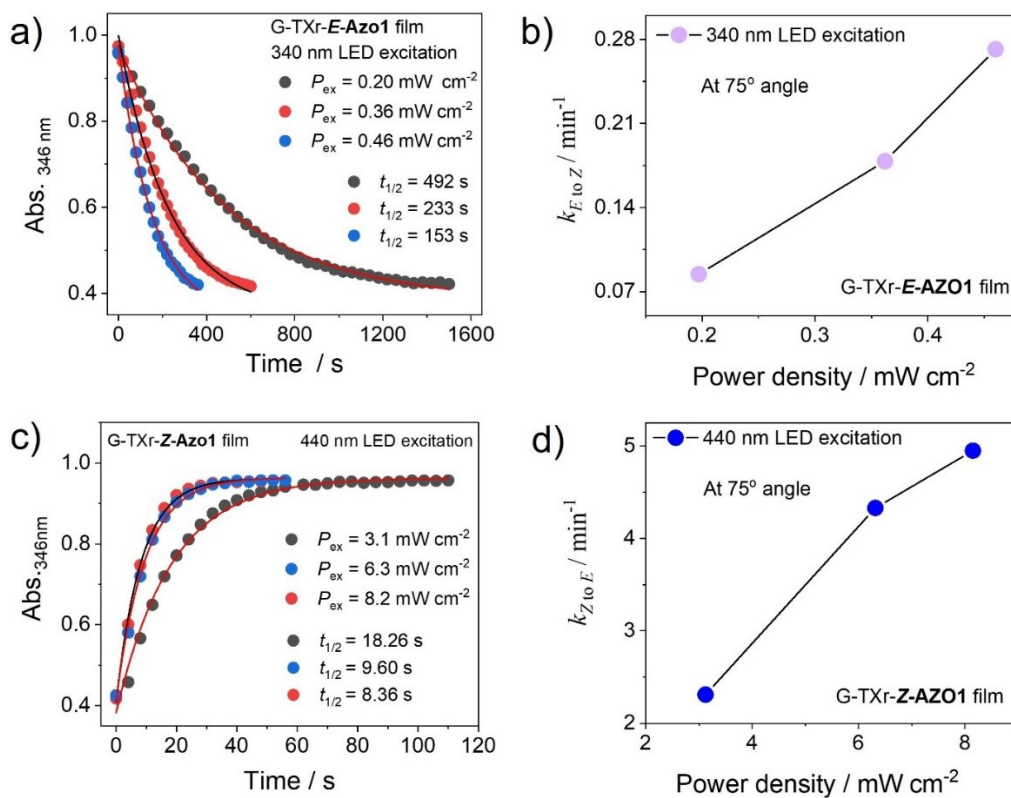 a)
G-TXr-E-Azo1 film
340 nm LED excitation
Pex = 0.20 mW cm-2
Pex = 0.36 mW cm-2
Pex = 0.46 mW cm-2
t1/2 = 492 s
t1/2 = 233 s
t1/2 = 153 s
1.0
0.8
0.6
0.4
Abs. 346 nm
0
400
800
1200
1600
Time / s
b)
340 nm LED excitation
At 75º angle
G-TXr-E-AZO1 film
0.28
0.21
0.14
0.07
kE to Z / min-1
0.2
0.3
0.4
Power density / mW cm-2
c)
G-TXr-Z-Azo1 film
440 nm LED excitation
Pex = 3.1 mW cm-2
Pex = 6.3 mW cm-2
Pex = 8.2 mW cm-2
t1/2 = 18.26 s
t1/2 = 9.60 s
t1/2 = 8.36 s
1.0
0.8
0.6
0.4
Abs.346nm
0
20
40
60
80
100
120
Time / s
d)
440 nm LED excitation
At 75º angle
G-TXr-Z-AZO1 film
5
4
3
2
kZ to E / min-1
2
4
6
8
Power density / mW cm-2